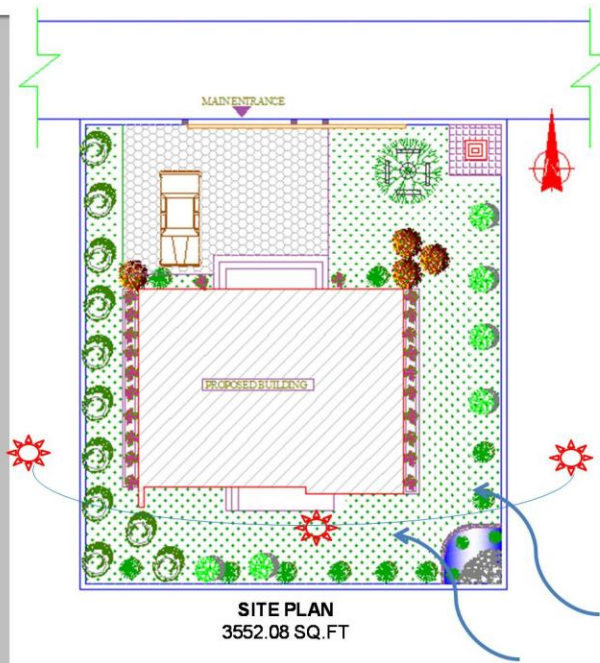 MAIN ENTRANCE
PROPOSED BUILDING
SITE PLAN
3552.08 SQ.FT